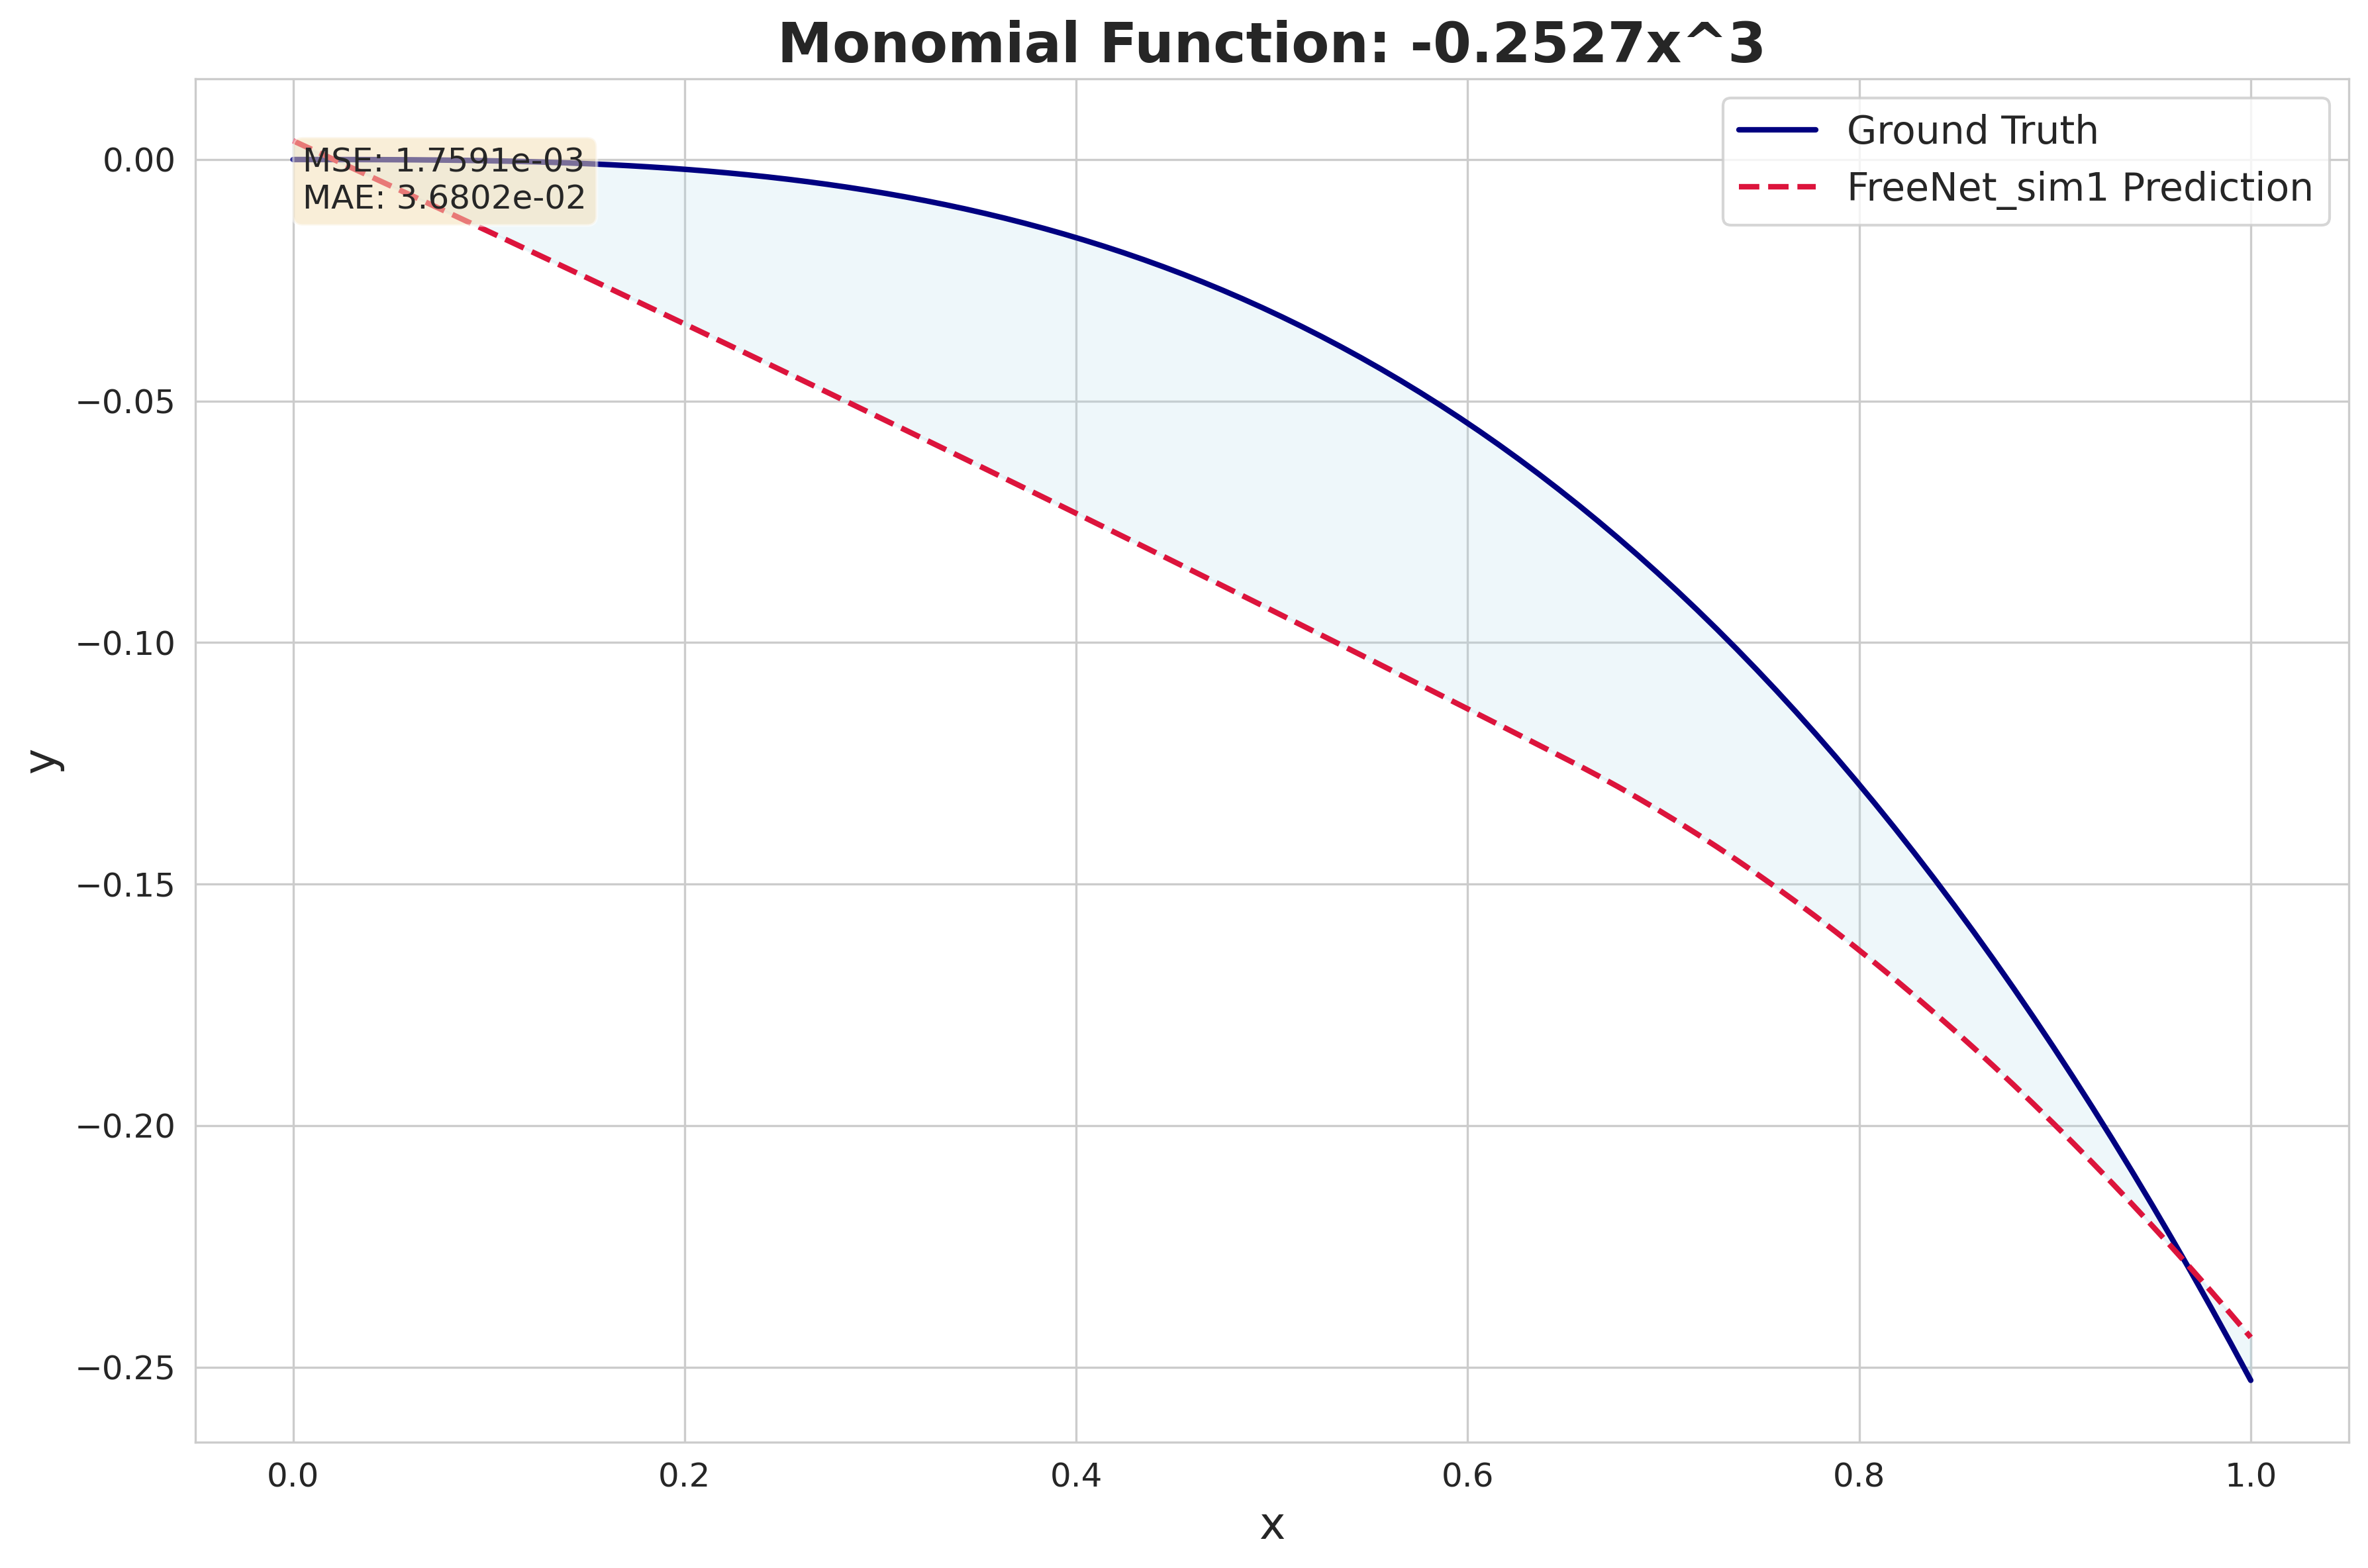 Monomial Function: -0.2527x^3
Ground Truth
FreeNet_sim1 Prediction
MSE: 1.7591e-03
MAE: 3.6802e-02
0.00
−0.05
−0.10
−0.15
−0.20
−0.25
y
0.0 0.2 0.4 0.6 0.8 1.0
x